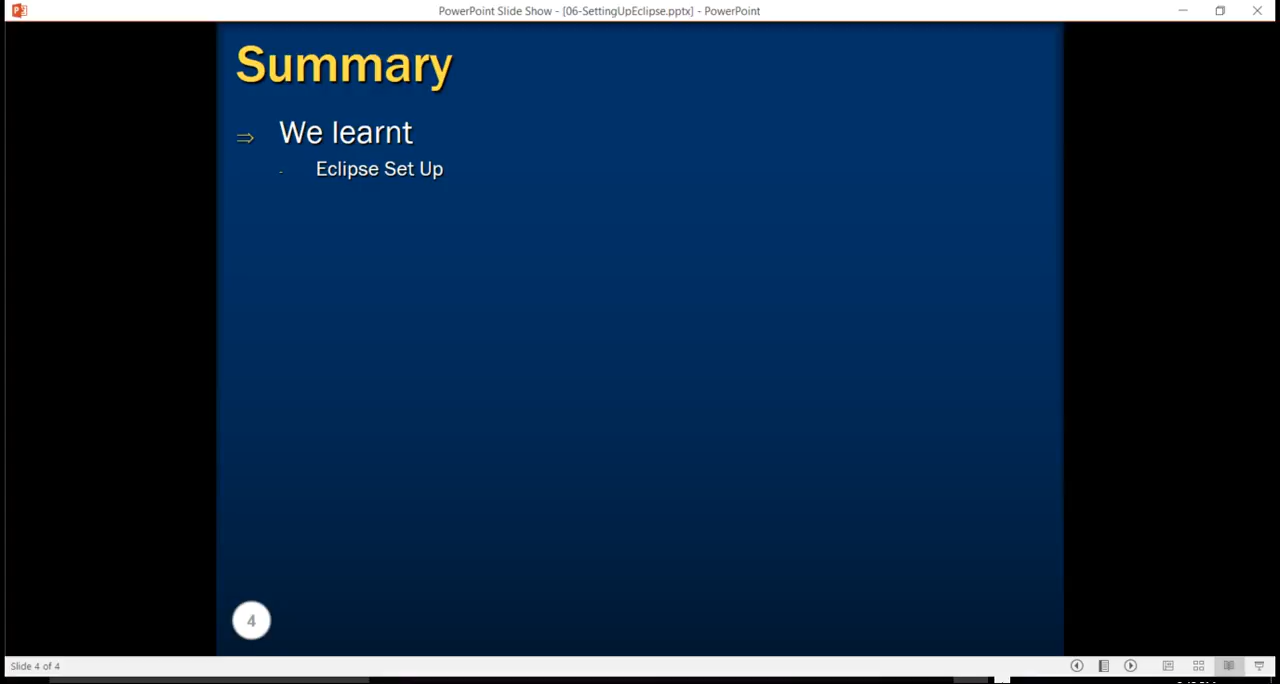 PowerPoint Slide Show - [06-SettingUpEclipse.pptx] - PowerPoint
Summary
⇒ We learnt
- Eclipse Set Up
4
Slide 4 of 4